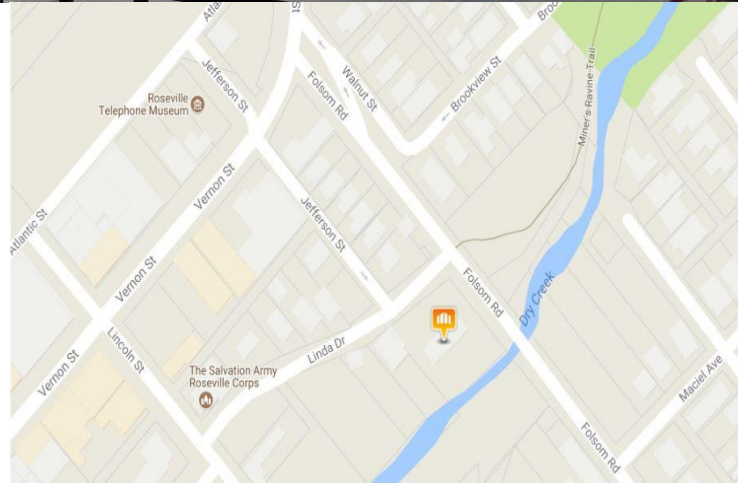 St
Atl
Jefferson St
Roseville
Telephone Museum
Folsom Rd
Walnut St
Brookview St
Broo
Miner's Ravine Trail
Vernon St
Atlantic St
Jefferson St
Vernon St
Folsom Rd
Dry Creek
Lincoln St
Linda Dr
Vernon St
The Salvation Army
Roseville Corps
Maciel Ave
Folsom Rd